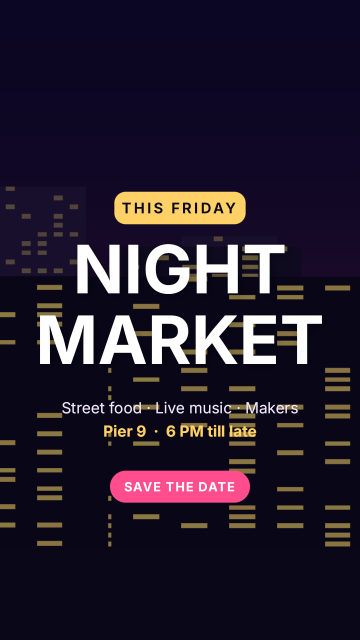 THIS FRIDAY
NIGHT
MARKET
Street food · Live music · Makers
Pier 9 · 6 PM till late
SAVE THE DATE